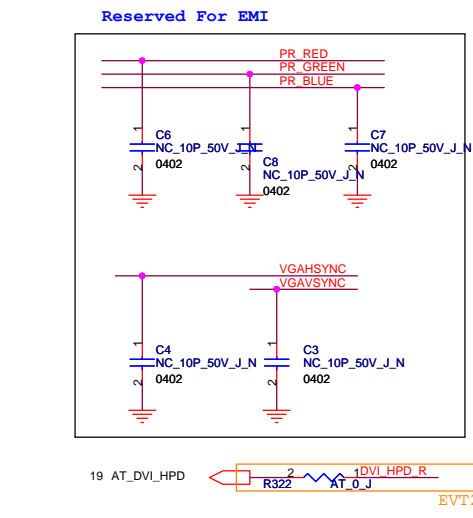 Reserved For EMI
PR_RED
PR_GREEN
PR_BLUE
1
C6
NC_10P_50V_J_N
2
0402
1
C8
NC_10P_50V_J_N
2
0402
1
C7
NC_10P_50V_J_N
2
0402
VGAHSYNC
VGAVSYNC
1
C4
NC_10P_50V_J_N
2
0402
1
C3
NC_10P_50V_J_N
2
0402
19 AT_DVI_HPD
2
1
DVI_HPD_R
R322
AT_0_J